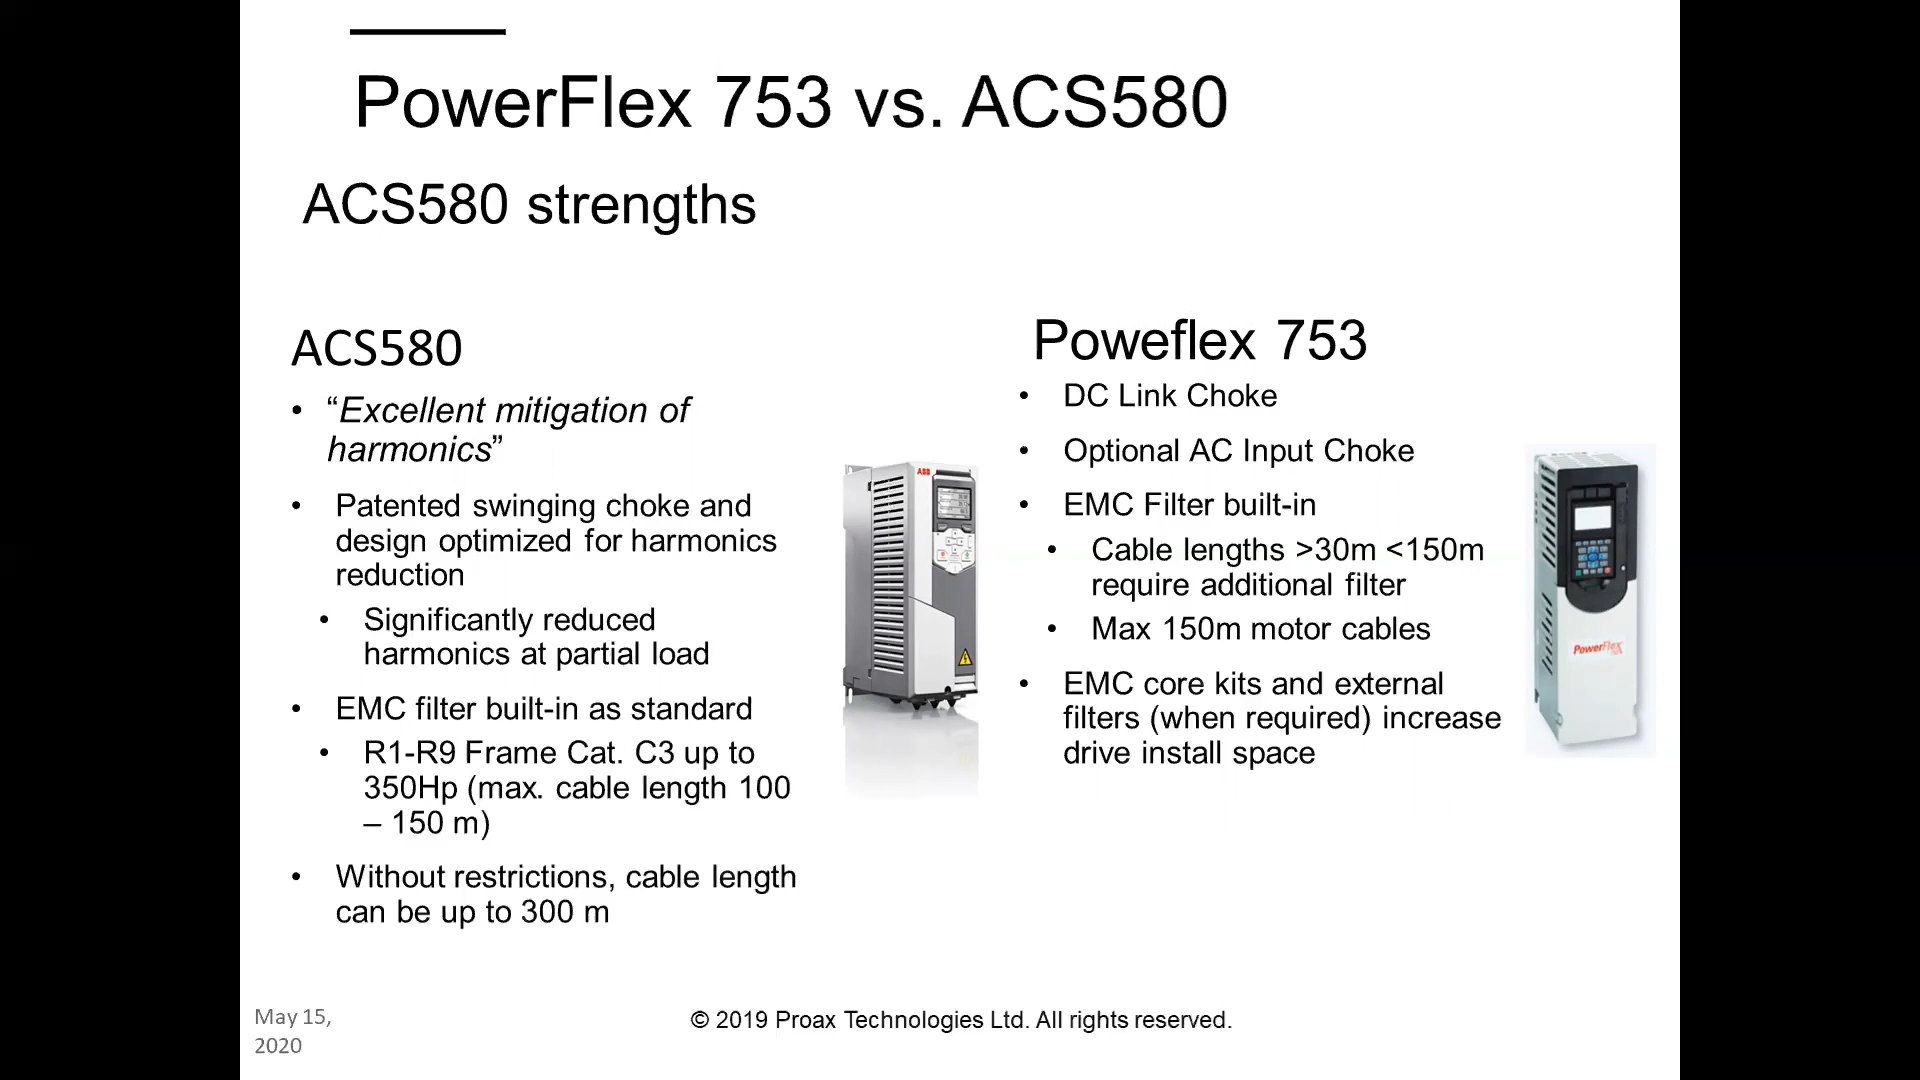 PowerFlex 753 vs. ACS580
ACS580 strengths
ACS580
• “Excellent mitigation of
harmonics”
• Patented swinging choke and
design optimized for harmonics
reduction
• Significantly reduced
harmonics at partial load
• EMC filter built-in as standard
• R1-R9 Frame Cat. C3 up to
350Hp (max. cable length 100
– 150 m)
• Without restrictions, cable length
can be up to 300 m
ABB
Poweflex 753
• DC Link Choke
• Optional AC Input Choke
• EMC Filter built-in
• Cable lengths >30m <150m
require additional filter
• Max 150m motor cables
• EMC core kits and external
filters (when required) increase
drive install space
PowerFlex
May 15,
2020
© 2019 Proax Technologies Ltd. All rights reserved.